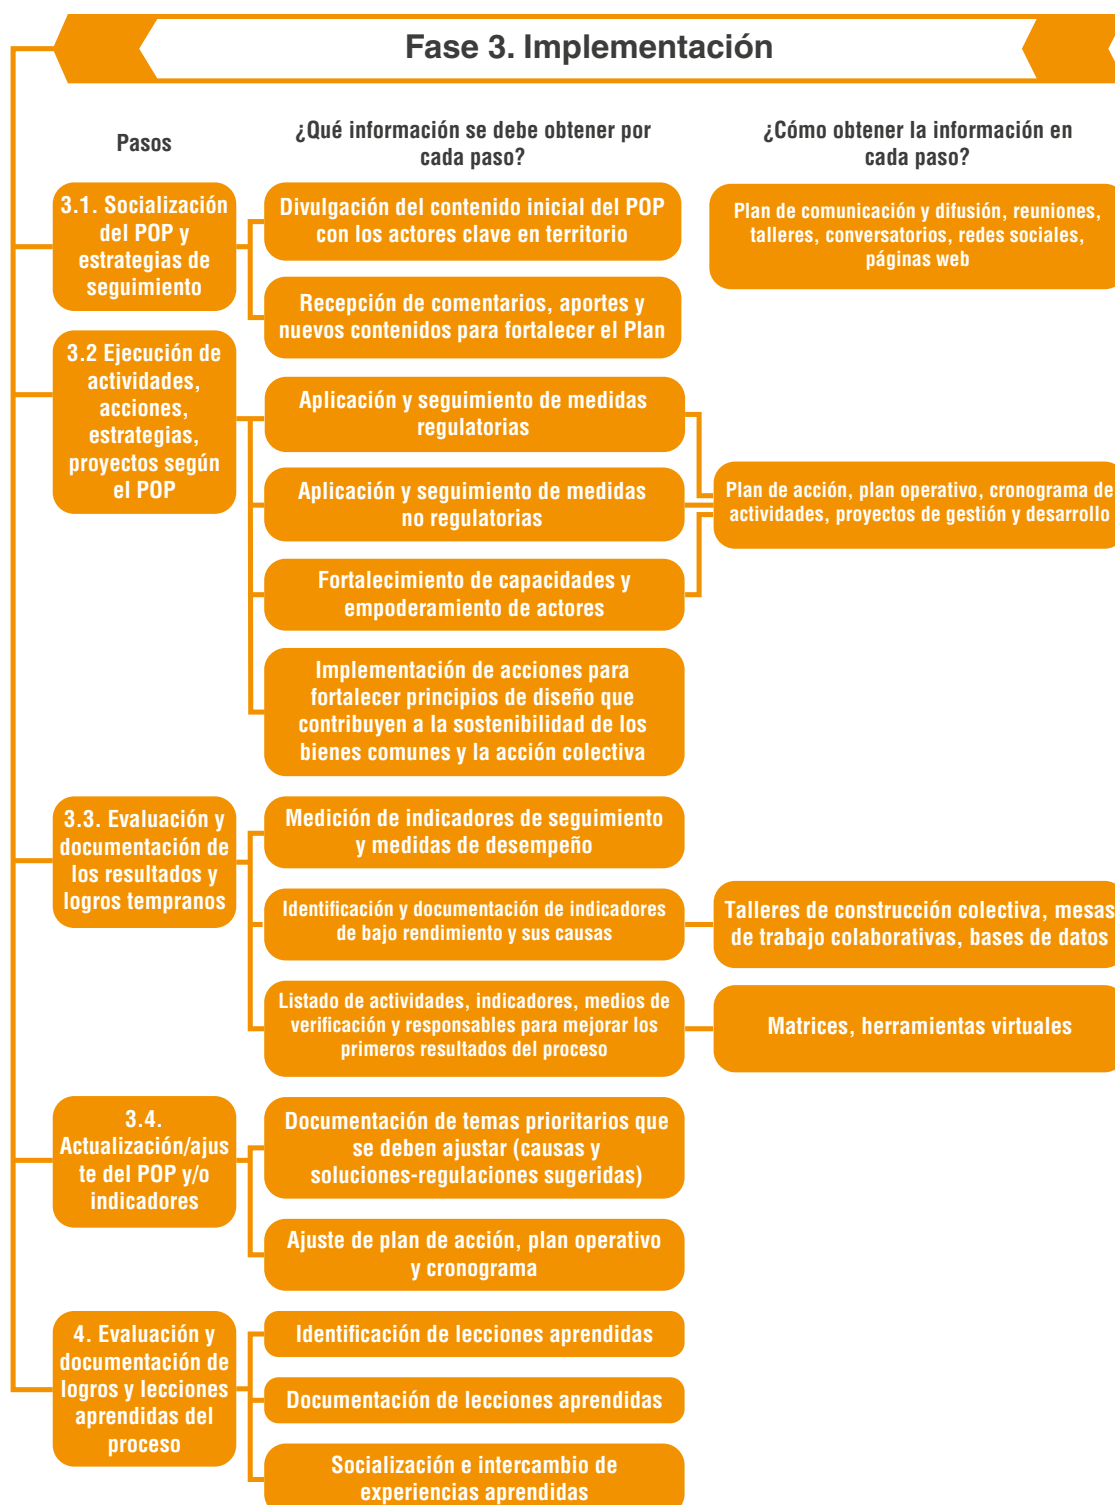 Fase 3. Implementación
Pasos
¿Qué información se debe obtener por
cada paso?
¿Cómo obtener la información en
cada paso?
3.1. Socialización
del POP y
estrategias de
seguimiento
Divulgación del contenido inicial del POP
con los actores clave en territorio
Plan de comunicación y difusión, reuniones,
talleres, conversatorios, redes sociales,
páginas web
Recepción de comentarios, aportes y
nuevos contenidos para fortalecer el Plan
3.2 Ejecución de
actividades,
acciones,
estrategias,
proyectos según
el POP
Aplicación y seguimiento de medidas
regulatorias
Aplicación y seguimiento de medidas
no regulatorias
Plan de acción, plan operativo, cronograma de
actividades, proyectos de gestión y desarrollo
Fortalecimiento de capacidades y
empoderamiento de actores
Implementación de acciones para
fortalecer principios de diseño que
contribuyen a la sostenibilidad de los
bienes comunes y la acción colectiva
3.3. Evaluación y
documentación de
los resultados y
logros tempranos
Medición de indicadores de seguimiento
y medidas de desempeño
Identificación y documentación de indicadores
de bajo rendimiento y sus causas
Talleres de construcción colectiva, mesas
de trabajo colaborativas, bases de datos
Listado de actividades, indicadores, medios de
verificación y responsables para mejorar los
primeros resultados del proceso
Matrices, herramientas virtuales
3.4.
Actualización/ajus
te del POP y/o
indicadores
Documentación de temas prioritarios que
se deben ajustar (causas y
soluciones-regulaciones sugeridas)
Ajuste de plan de acción, plan operativo
y cronograma
4. Evaluación y
documentación de
logros y lecciones
aprendidas del
proceso
Identificación de lecciones aprendidas
Documentación de lecciones aprendidas
Socialización e intercambio de
experiencias aprendidas